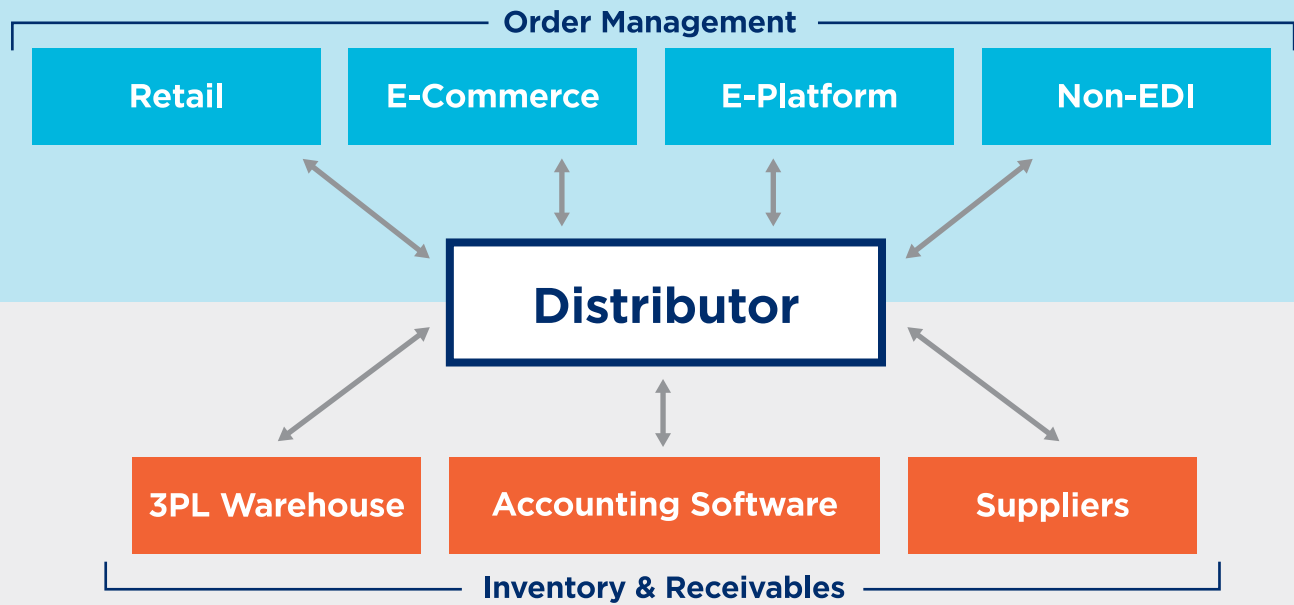 Order Management
Retail
E-Commerce
E-Platform
Non-EDI
Distributor
3PL Warehouse
Accounting Software
Suppliers
Inventory & Receivables